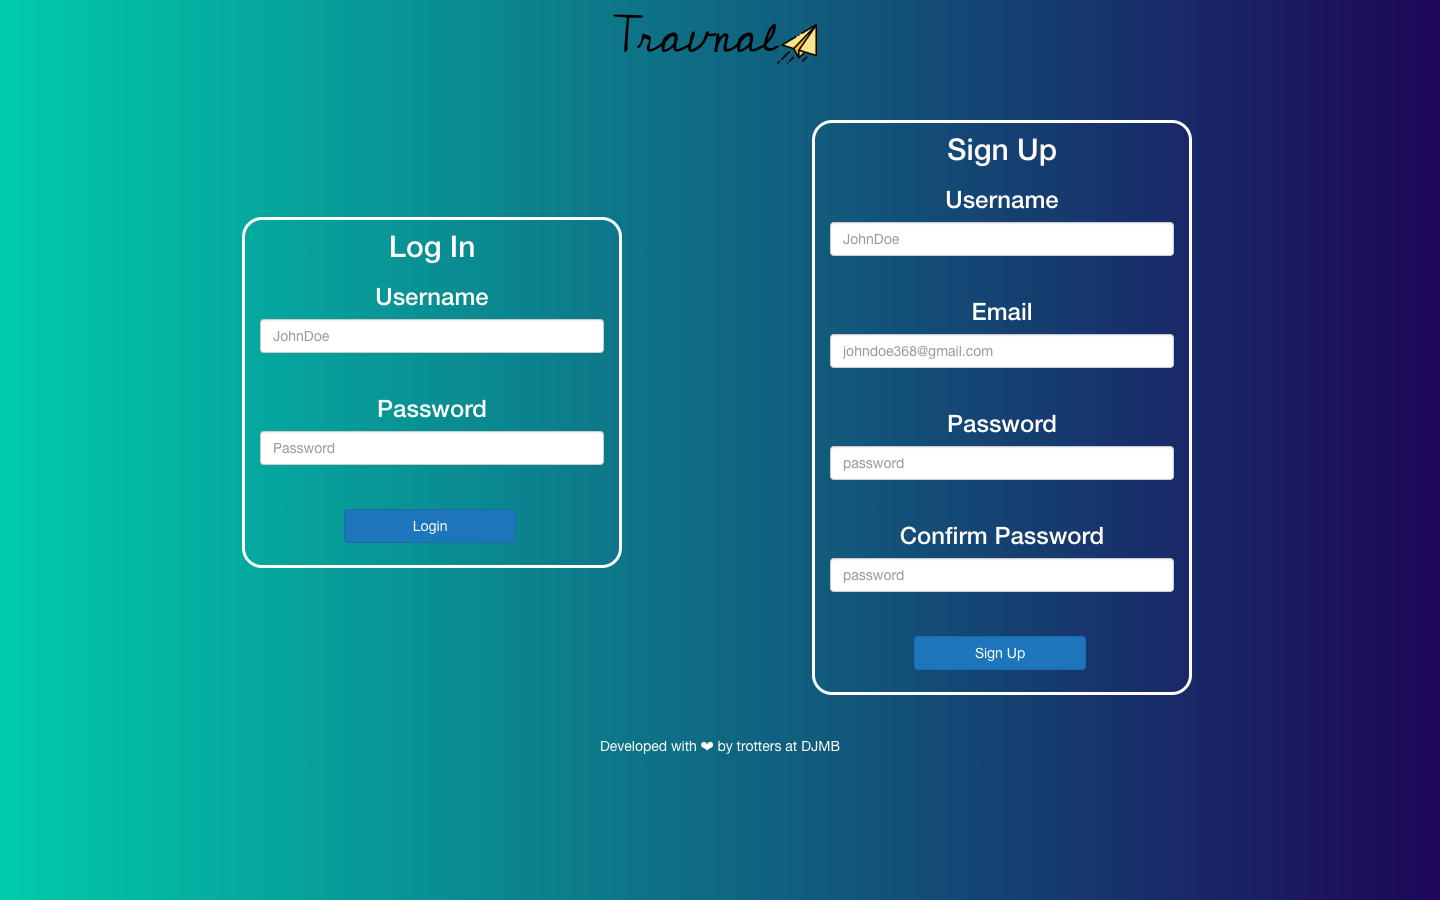 Travnal
Log In
Username
JohnDoe
Password
Password
Login
Sign Up
Username
JohnDoe
Email
johndoe368@gmail.com
Password
password
Confirm Password
password
Sign Up
Developed with ❤ by trotters at DJMB